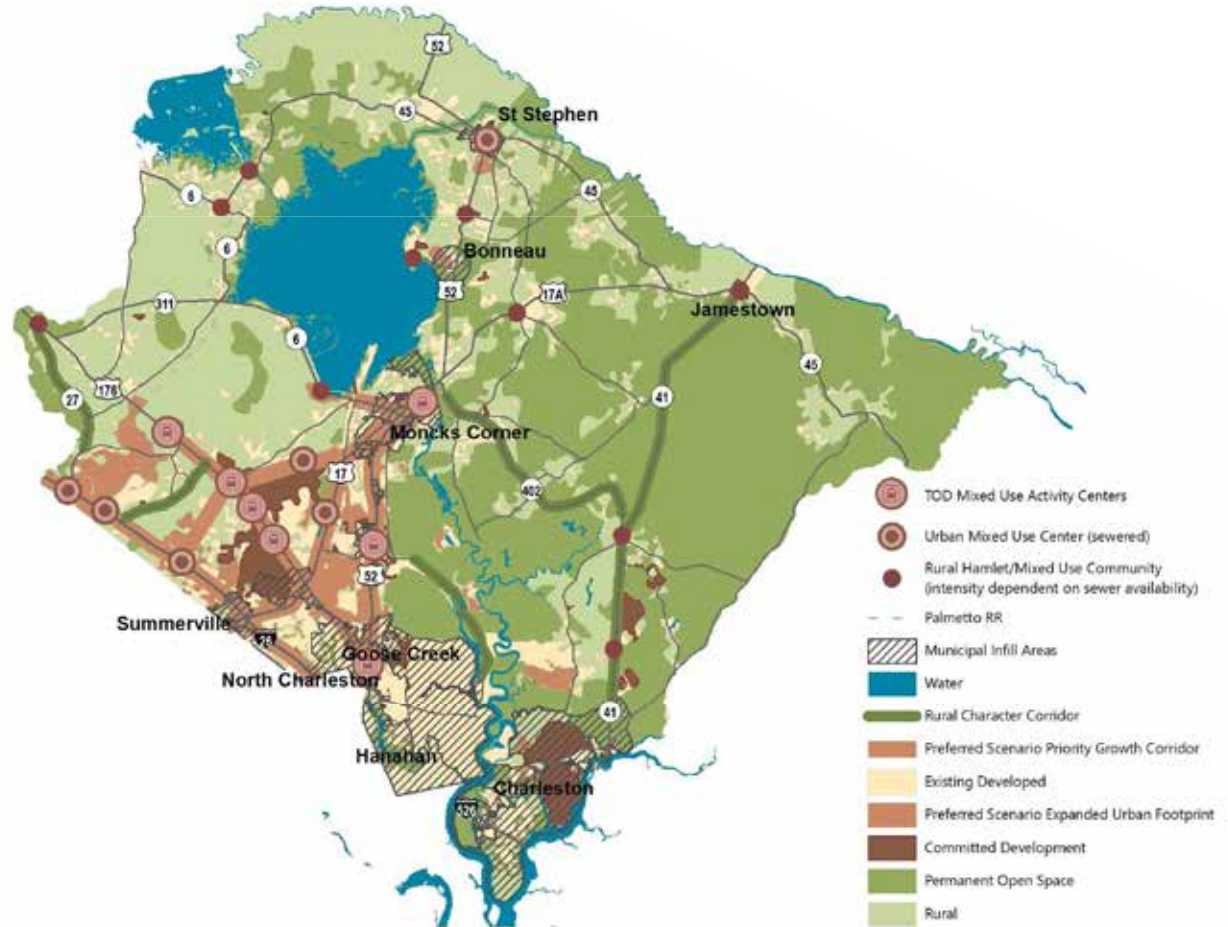 52
45
St Stephen
6
45
6
Bonneau
52
17A
Jamestown
311
6
45
176
27
41
Moncks Corner
17
402
52
Summerville
Goose Creek
North Charleston
41
Hanahan
Charleston
526
TOD Mixed Use Activity Centers
Urban Mixed Use Center (sewered)
Rural Hamlet/Mixed Use Community
(intensity dependent on sewer availability)
Palmetto RR
Municipal Infill Areas
Water
Rural Character Corridor
Preferred Scenario Priority Growth Corridor
Existing Developed
Preferred Scenario Expanded Urban Footprint
Committed Development
Permanent Open Space
Rural